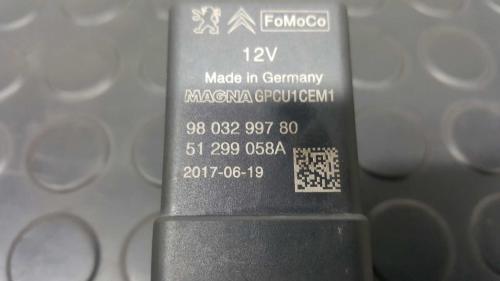 FoMoCo
12V
Made in Germany
MAGNA GPCU1CEM1
98 032 997 80
51 299 058A
2017-06-19